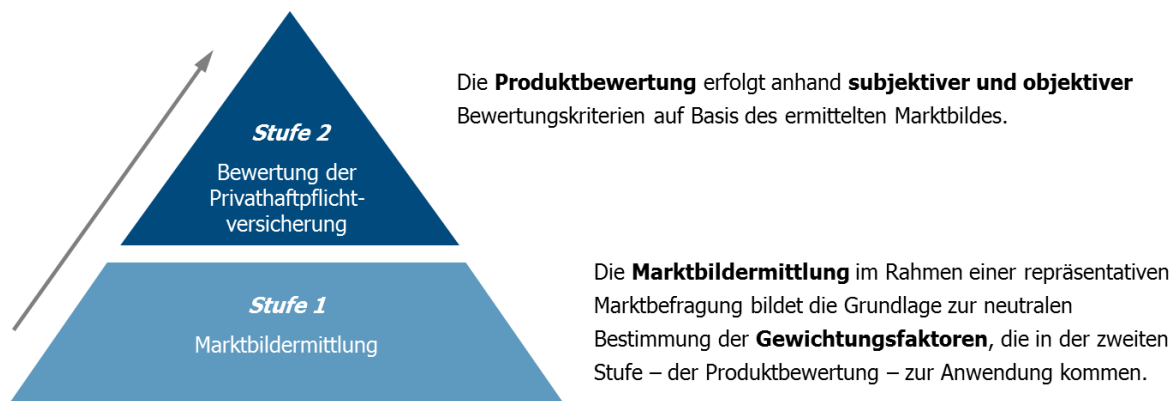 Stufe 2
Bewertung der
Privathaftpflicht-
versicherung
Die Produktbewertung erfolgt anhand subjektiver und objektiver
Bewertungskriterien auf Basis des ermittelten Marktbildes.
Stufe 1
Marktbildermittlung
Die Marktbildermittlung im Rahmen einer repräsentativen
Marktbefragung bildet die Grundlage zur neutralen
Bestimmung der Gewichtungsfaktoren, die in der zweiten
Stufe – der Produktbewertung – zur Anwendung kommen.